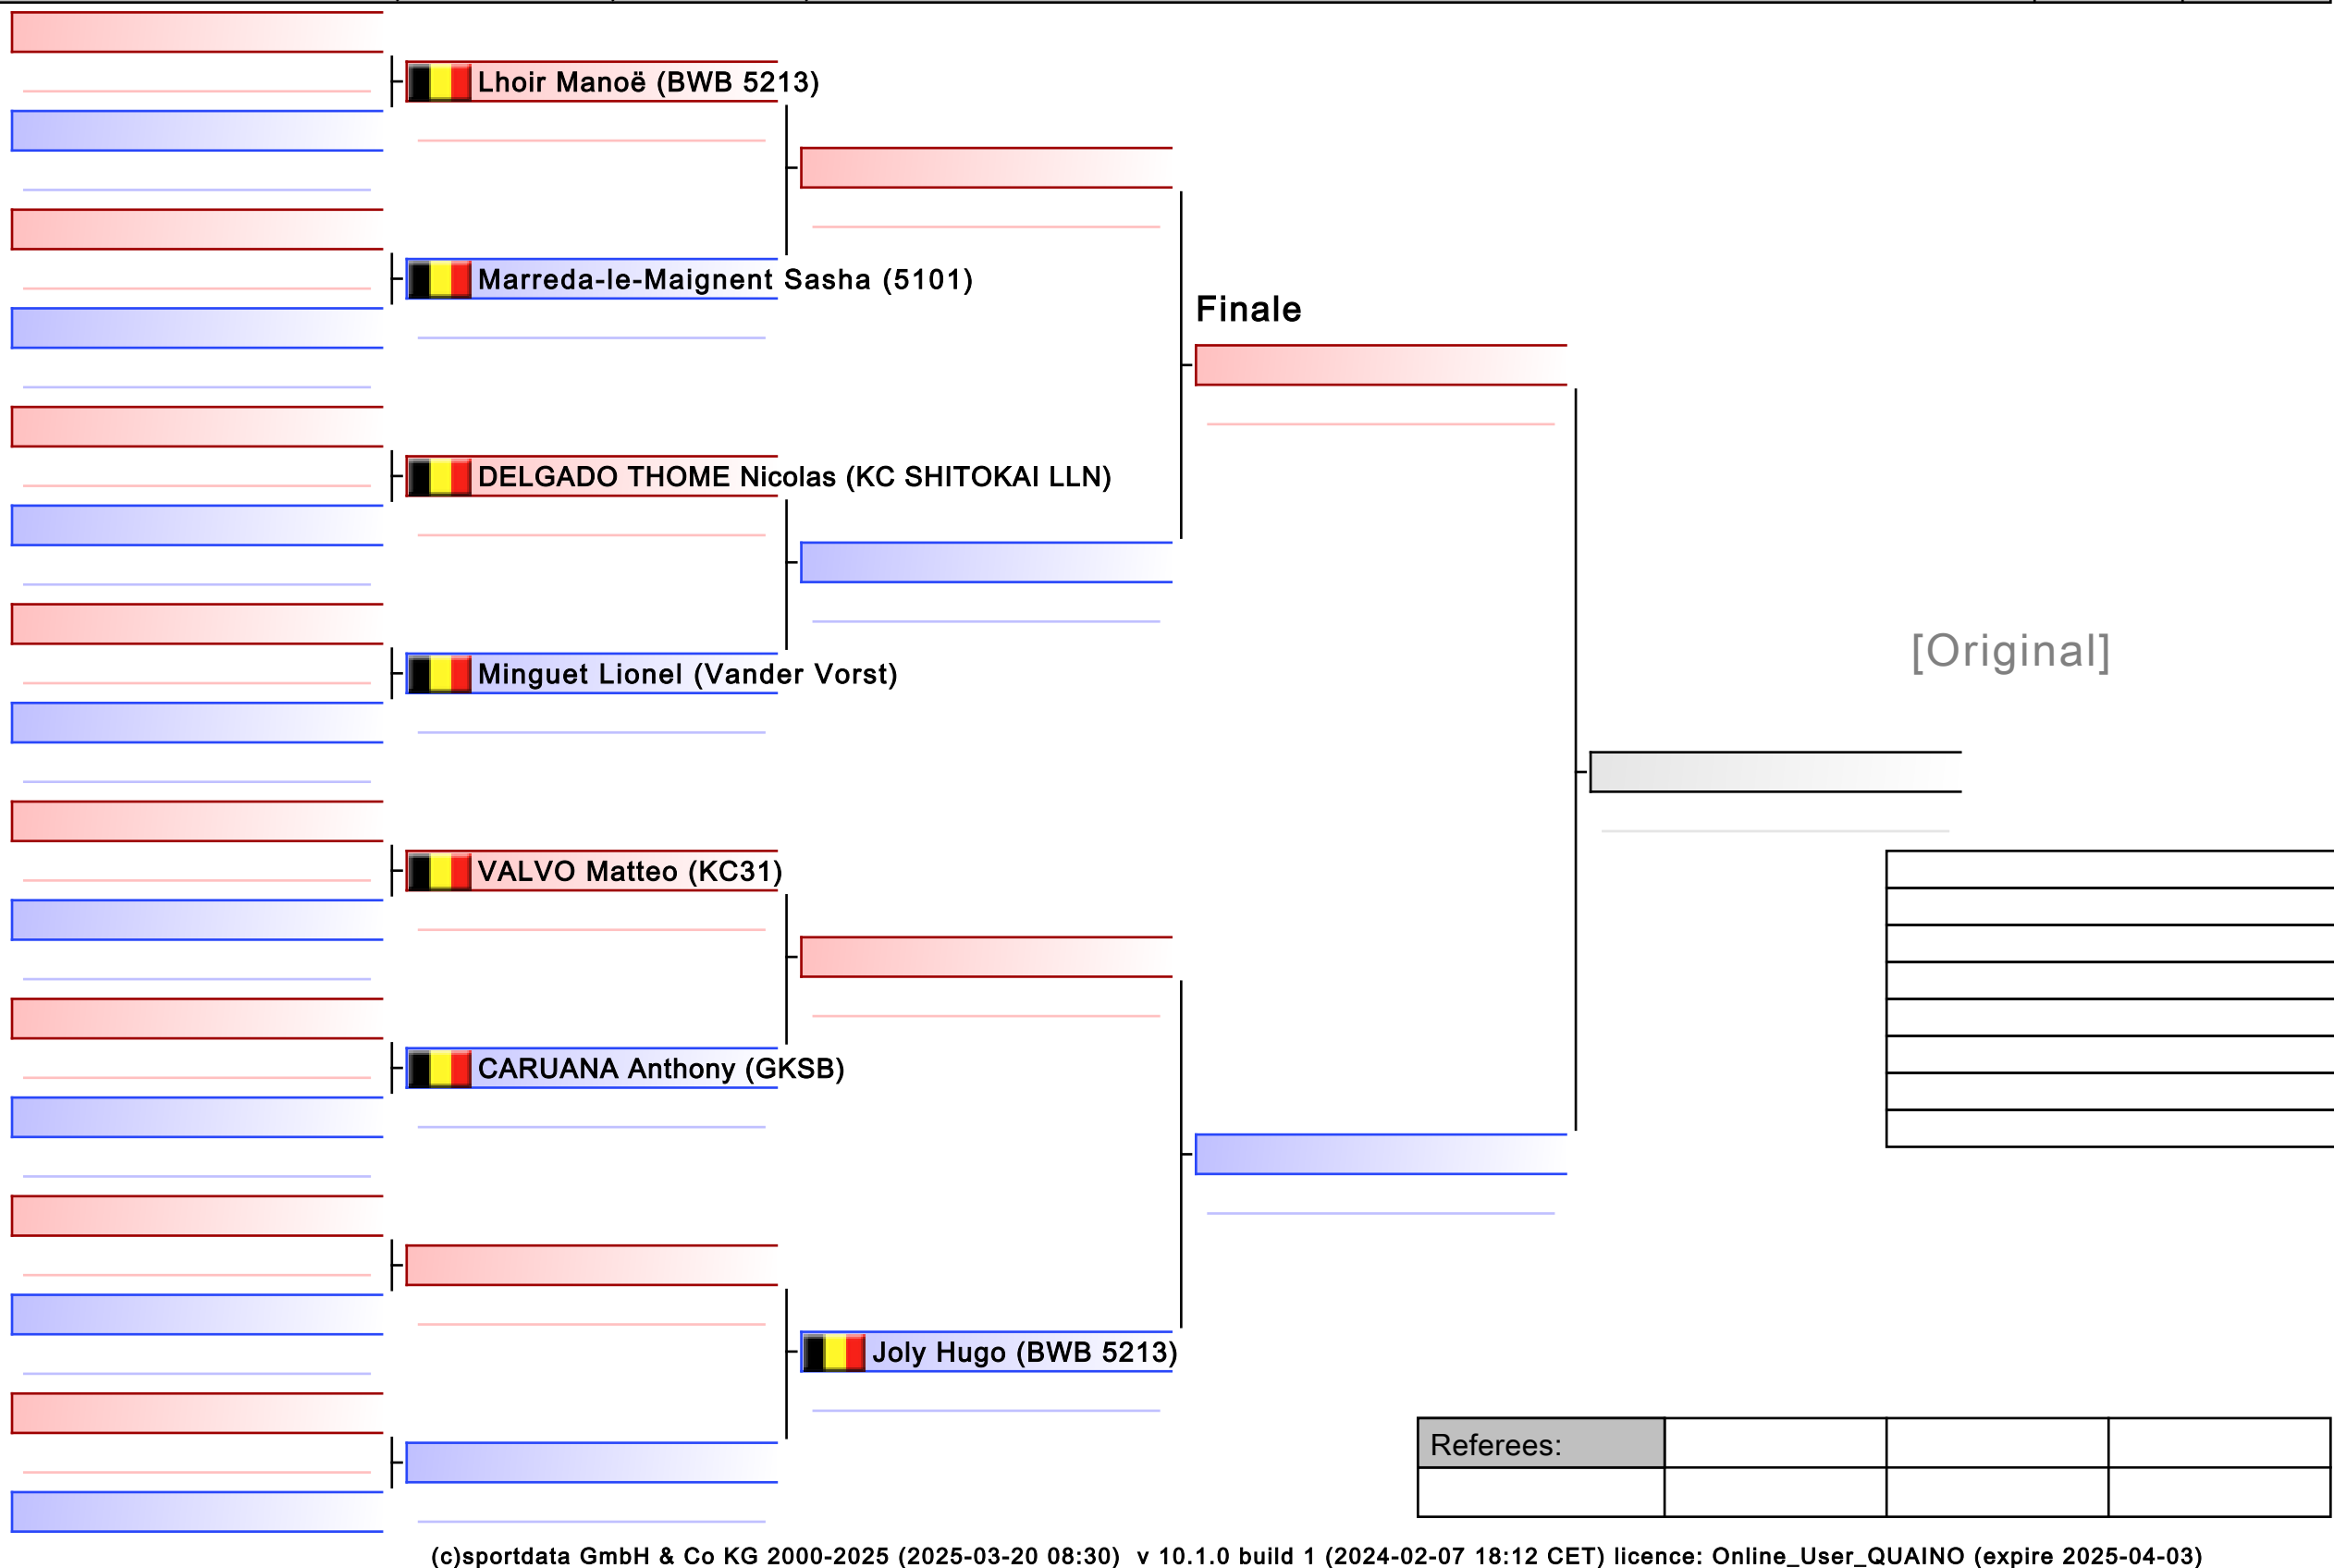 Lhoir Manoë (BWB 5213)
Marreda-le-Maignent Sasha (5101)
Finale
DELGADO THOME Nicolas (KC SHITOKAI LLN)
[Original]
Minguet Lionel (Vander Vorst)
VALVO Matteo (KC31)
CARUANA Anthony (GKSB)
Joly Hugo (BWB 5213)
Referees:
(c)sportdata GmbH & Co KG 2000-2025 (2025-03-20 08:30) v 10.1.0 build 1 (2024-02-07 18:12 CET) licence: Online_User_QUAINO (expire 2025-04-03)